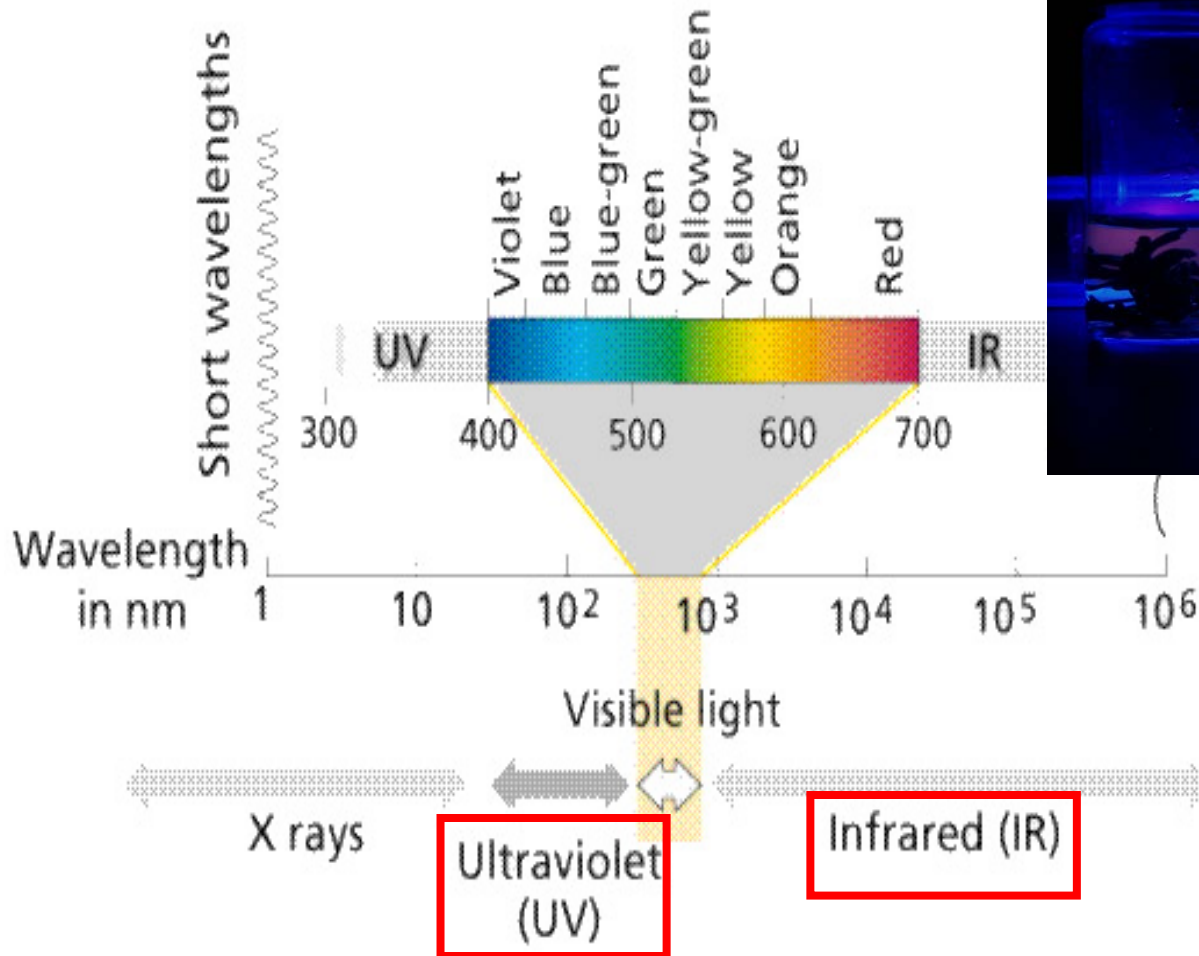 Short wavelengths
Violet
Blue
Blue-green
Green
Yellow-green
Yellow
Orange
Red
UV
IR
300 400 500 600 700
Wavelength
in nm
1 10 10² 10³ 10⁴ 10⁵ 10⁶
Visible light
X rays
Ultraviolet
(UV)
Infrared (IR)